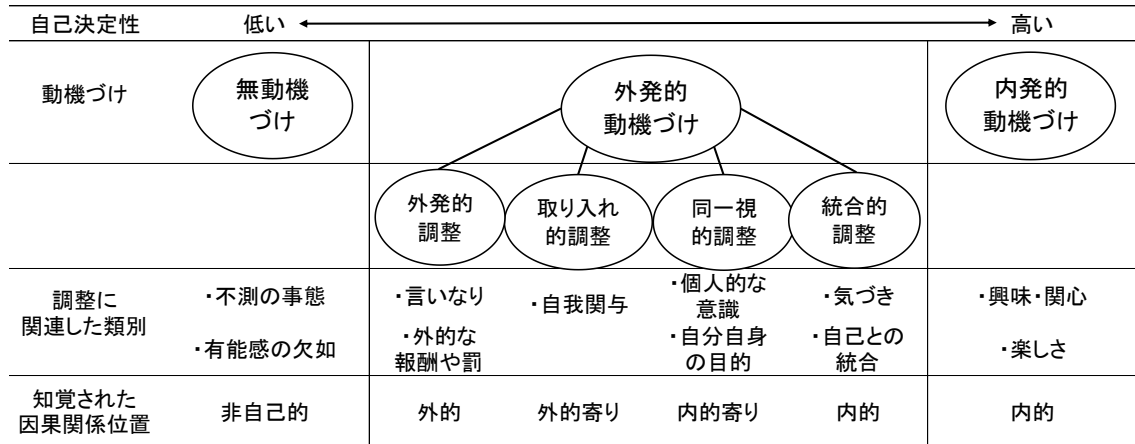 自己決定性 低い 高い
動機づけ
無動機
づけ
外発的
動機づけ
内発的
動機づけ
外発的
調整
取り入れ
的調整
同一視
的調整
統合的
調整
調整に
関連した類別
・不測の事態
・有能感の欠如
・言いなり
・外的な
報酬や罰
・自我関与
・個人的な
意識
・自分自身
の目的
・気づき
・自己との
統合
・興味・関心
・楽しさ
知覚された
因果関係位置
非自己的 外的 外的寄り 内的寄り 内的 内的